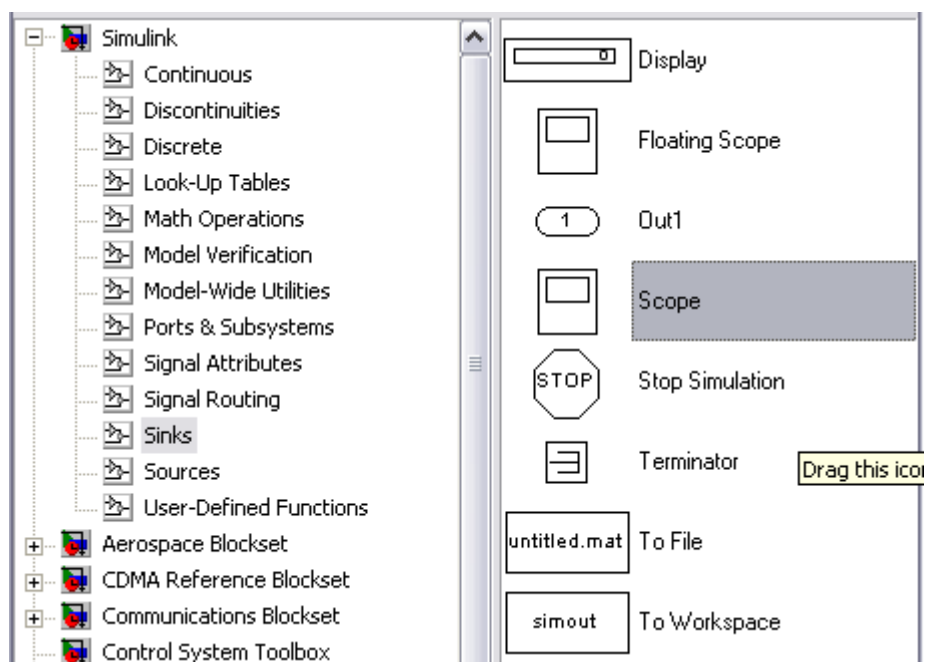 Simulink
Continuous
Discontinuities
Discrete
Look-Up Tables
Math Operations
Model Verification
Model-Wide Utilities
Ports & Subsystems
Signal Attributes
Signal Routing
Sinks
Sources
User-Defined Functions
Aerospace Blockset
CDMA Reference Blockset
Communications Blockset
Control System Toolbox
0 Display
Floating Scope
1 Out1
Scope
STOP Stop Simulation
Terminator
Drag this ico
untitled.mat To File
simout To Workspace